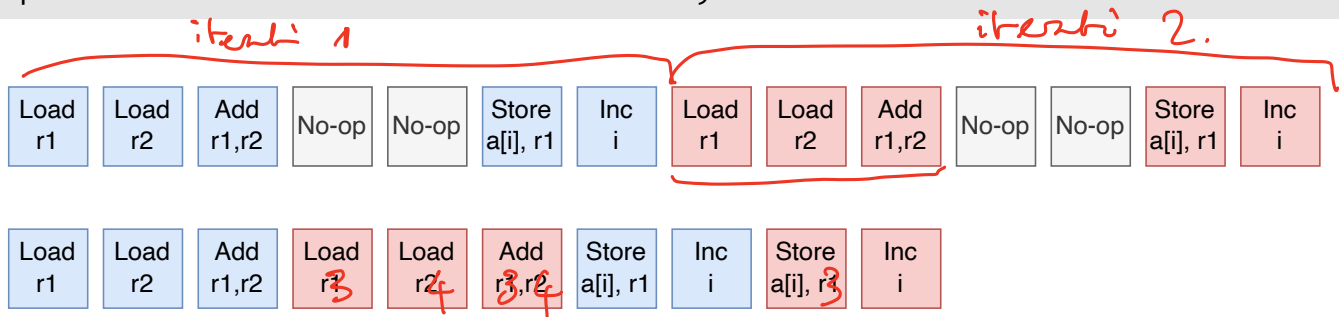 iterabi 1
iterabi 2.
Load Load Add No-op No-op Store Inc Load Load Add No-op No-op Store Inc
r1 r2 r1,r2 a[i], r1 i r1 r2 r1,r2 a[i], r1 i
Load Load Add Load Load Add Store Inc Store Inc
r1 r2 r1,r2 r3 r4 r3,r4 a[i], r1 i a[i], r3 i